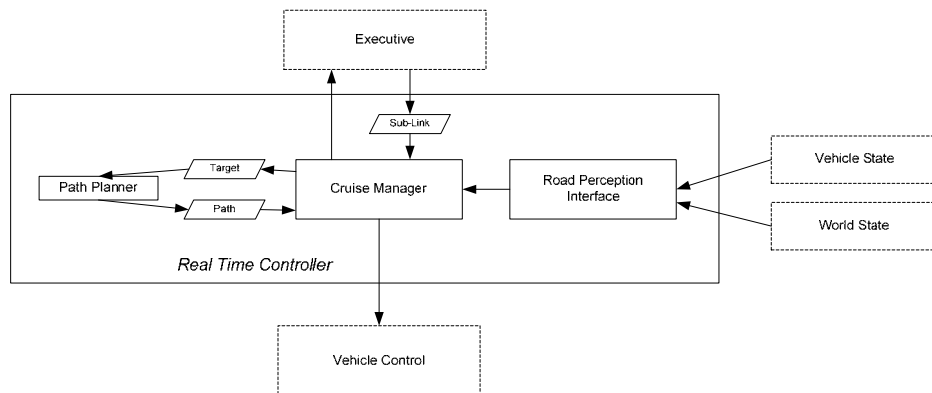 Executive
Sub-Link
Target
Path Planner
Path
Cruise Manager
Road Perception
Interface
Vehicle State
World State
Real Time Controller
Vehicle Control